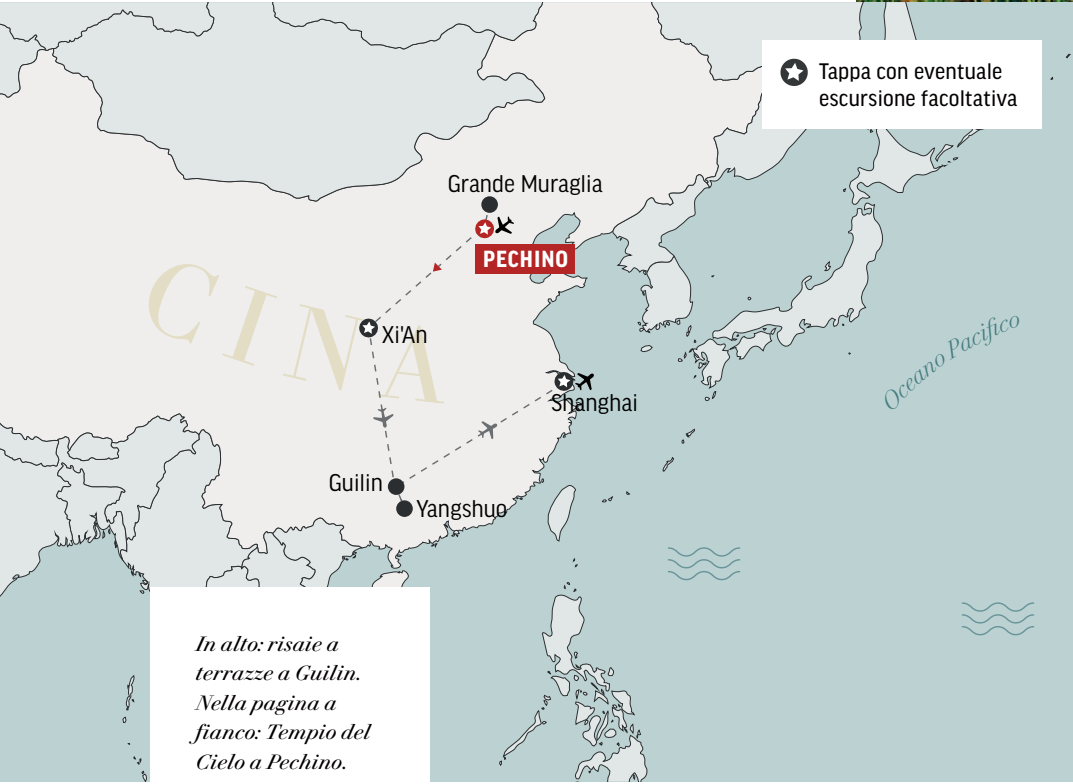 Tappa con eventuale
escursione facoltativa
Grande Muraglia
PECHINO
CINA
Xi'An
Oceano Pacifico
Shanghai
Guilin
Yangshuo
In alto: risaie a
terrazze a Guilin.
Nella pagina a
fianco: Tempio del
Cielo a Pechino.